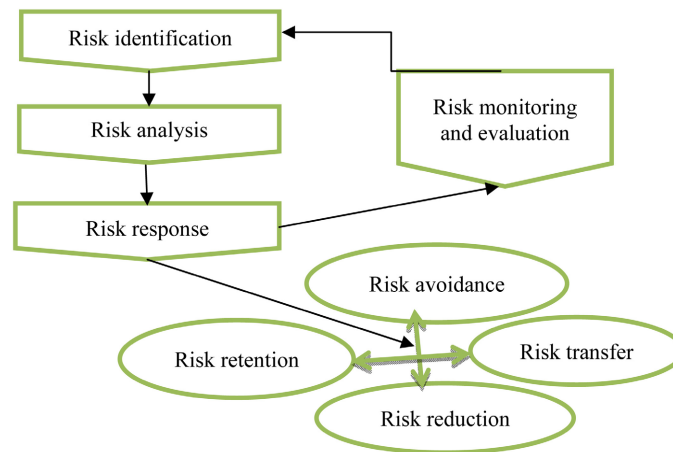 Risk identification
Risk analysis
Risk monitoring
and evaluation
Risk response
Risk avoidance
Risk retention
Risk transfer
Risk reduction